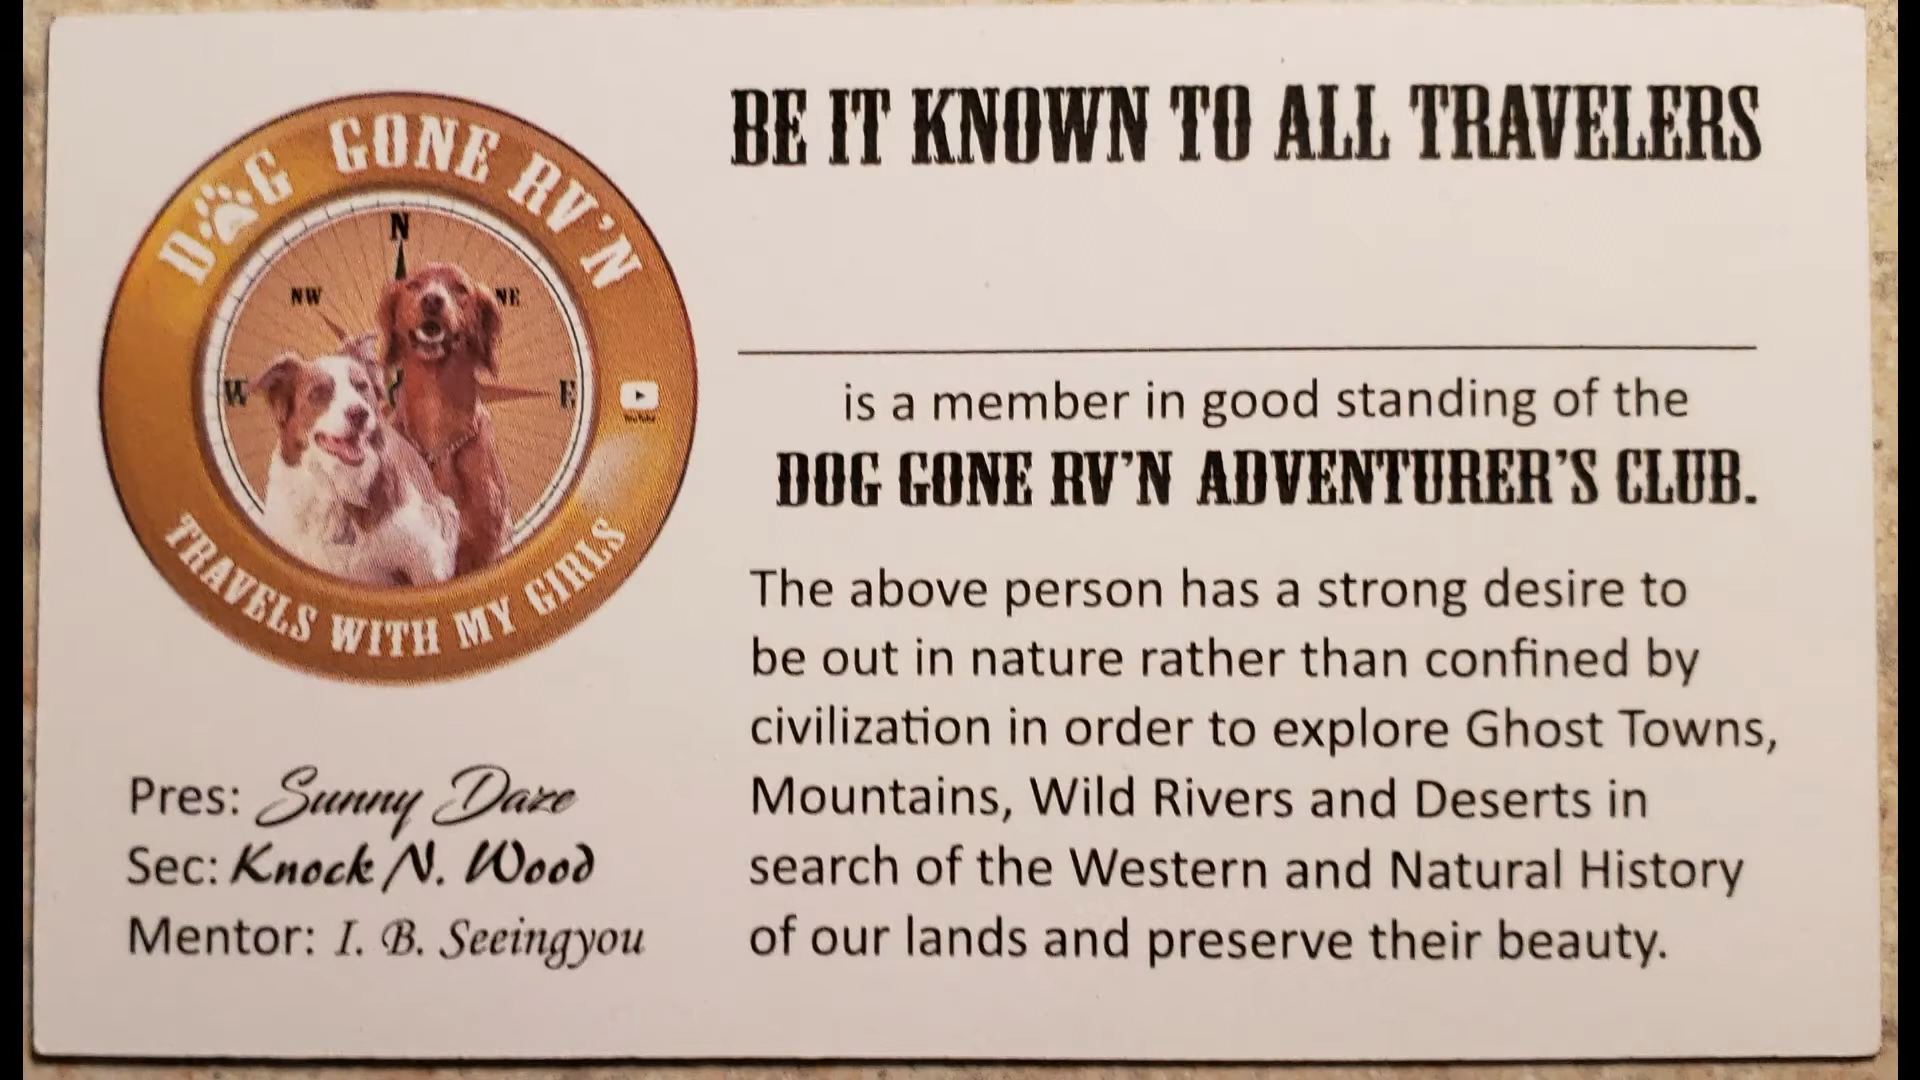 DOG GONE RV'N
N
NW
NE
W
E
TRAVELS WITH MY GIRLS
Pres: Sunny Daze
Sec: Knock N. Wood
Mentor: I. B. Seeingyou
BE IT KNOWN TO ALL TRAVELERS
is a member in good standing of the
DOG GONE RV'N ADVENTURER'S CLUB.
The above person has a strong desire to
be out in nature rather than confined by
civilization in order to explore Ghost Towns,
Mountains, Wild Rivers and Deserts in
search of the Western and Natural History
of our lands and preserve their beauty.